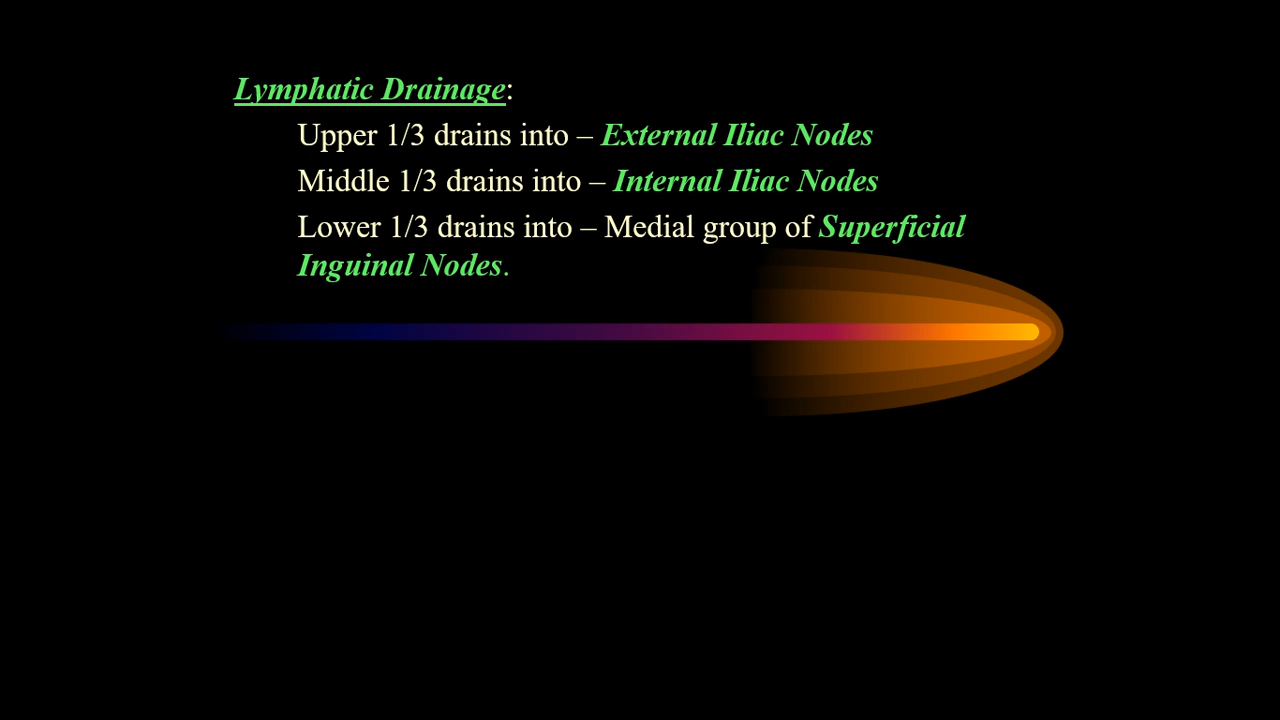 Lymphatic Drainage:
Upper 1/3 drains into – External Iliac Nodes
Middle 1/3 drains into – Internal Iliac Nodes
Lower 1/3 drains into – Medial group of Superficial
Inguinal Nodes.